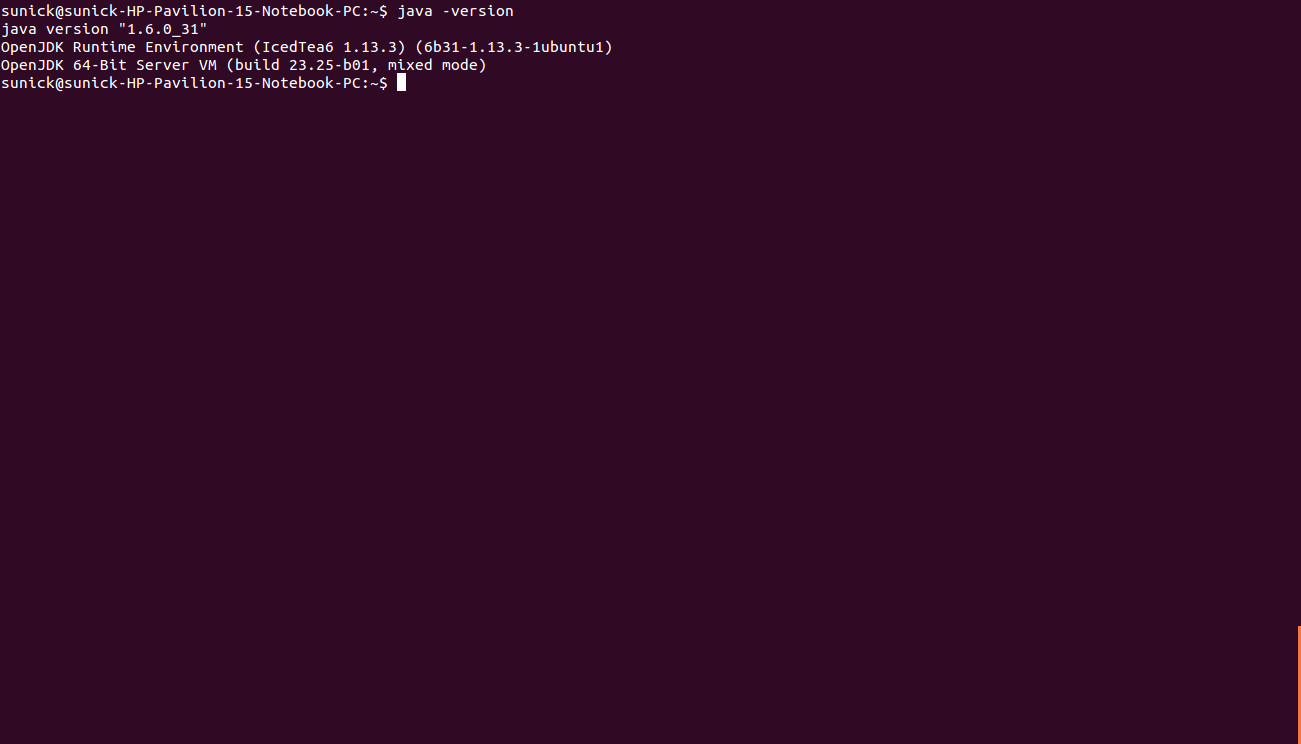 sunick@sunick-HP-Pavilion-15-Notebook-PC:~$ java -version
java version "1.6.0_31"
OpenJDK Runtime Environment (IcedTea6 1.13.3) (6b31-1.13.3-1ubuntu1)
OpenJDK 64-Bit Server VM (build 23.25-b01, mixed mode)
sunick@sunick-HP-Pavilion-15-Notebook-PC:~$